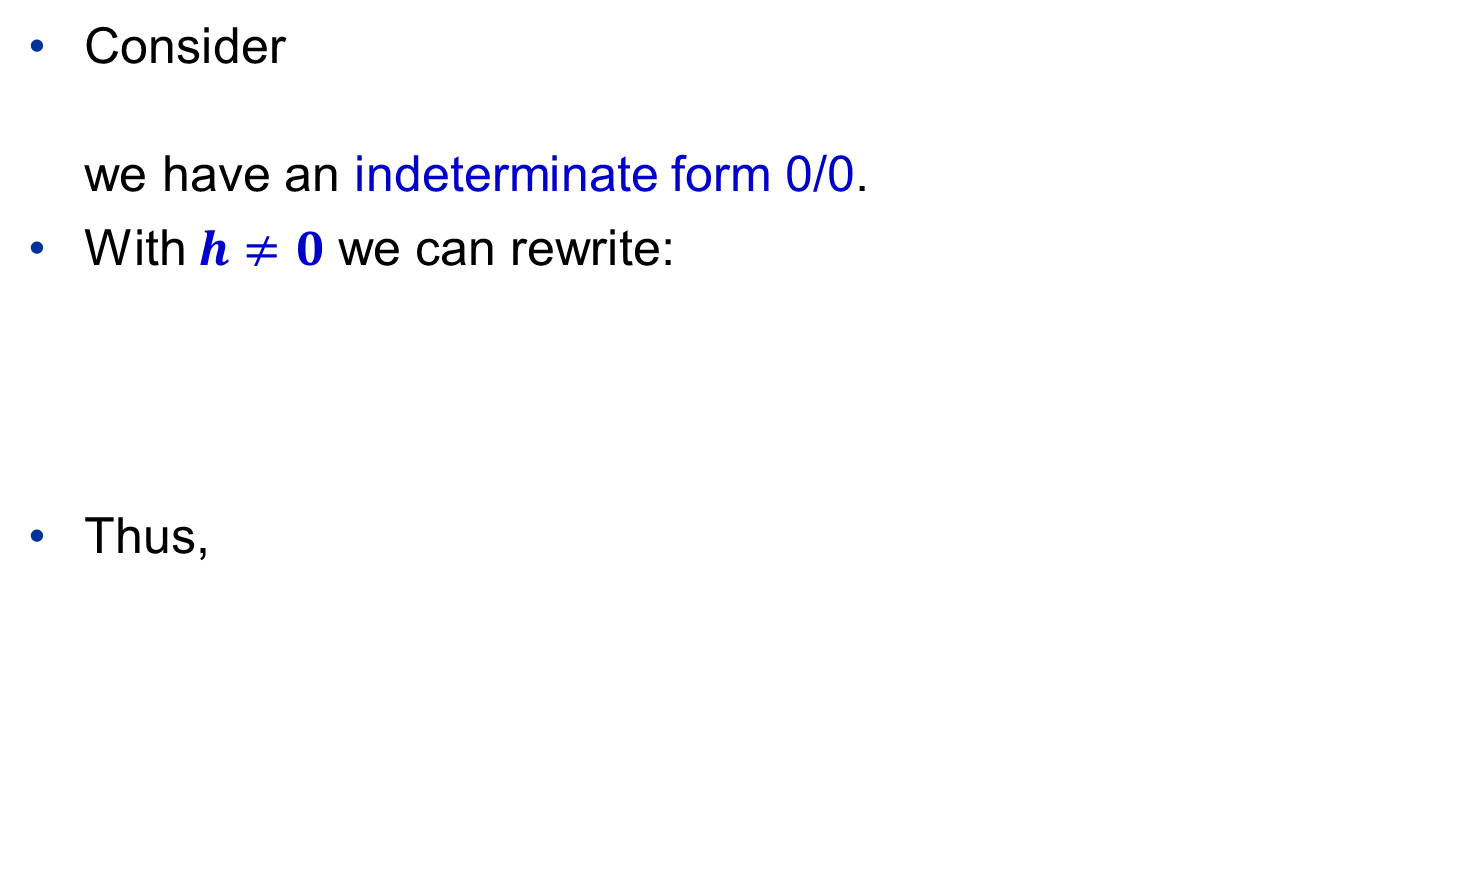 • Consider
we have an indeterminate form 0/0.
• With h ≠ 0 we can rewrite:
• Thus,